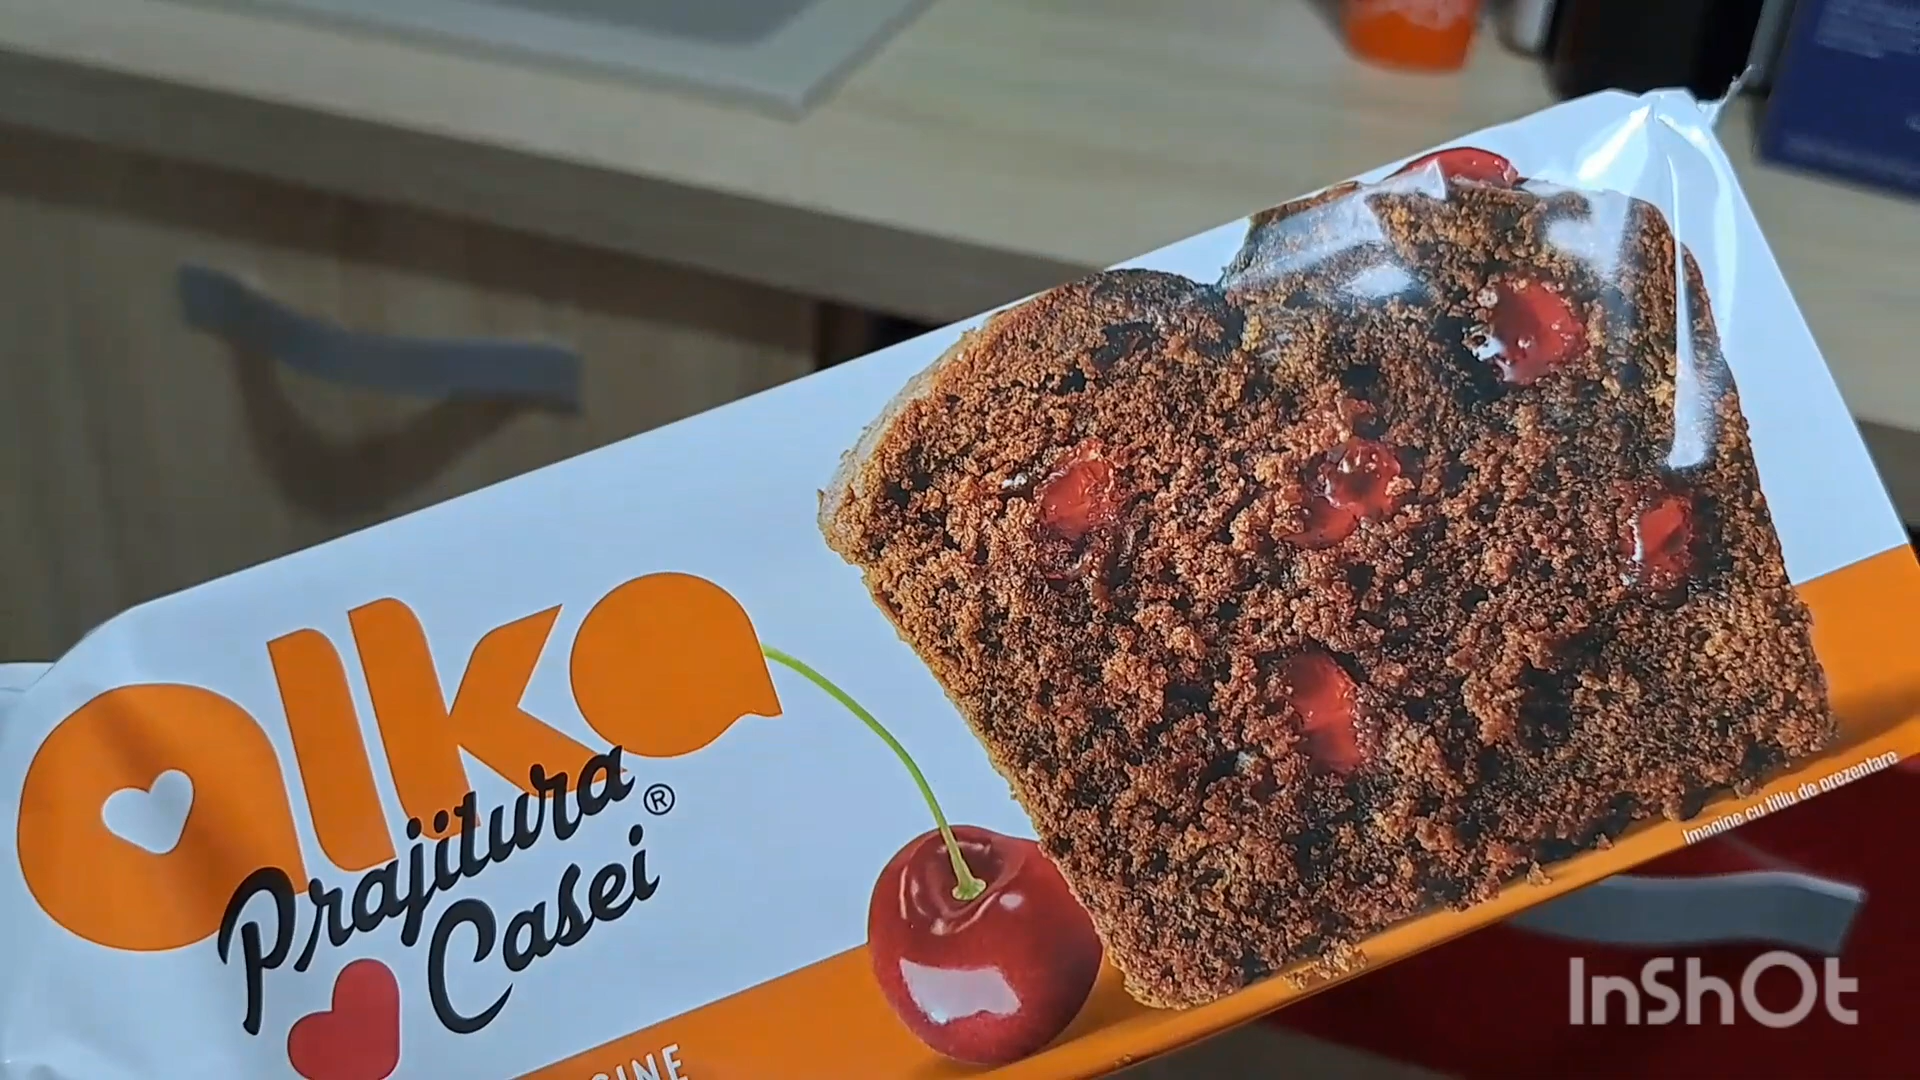 alka
Prajitura
Casei®
Imagine cu titlu de prezentare
InShOt